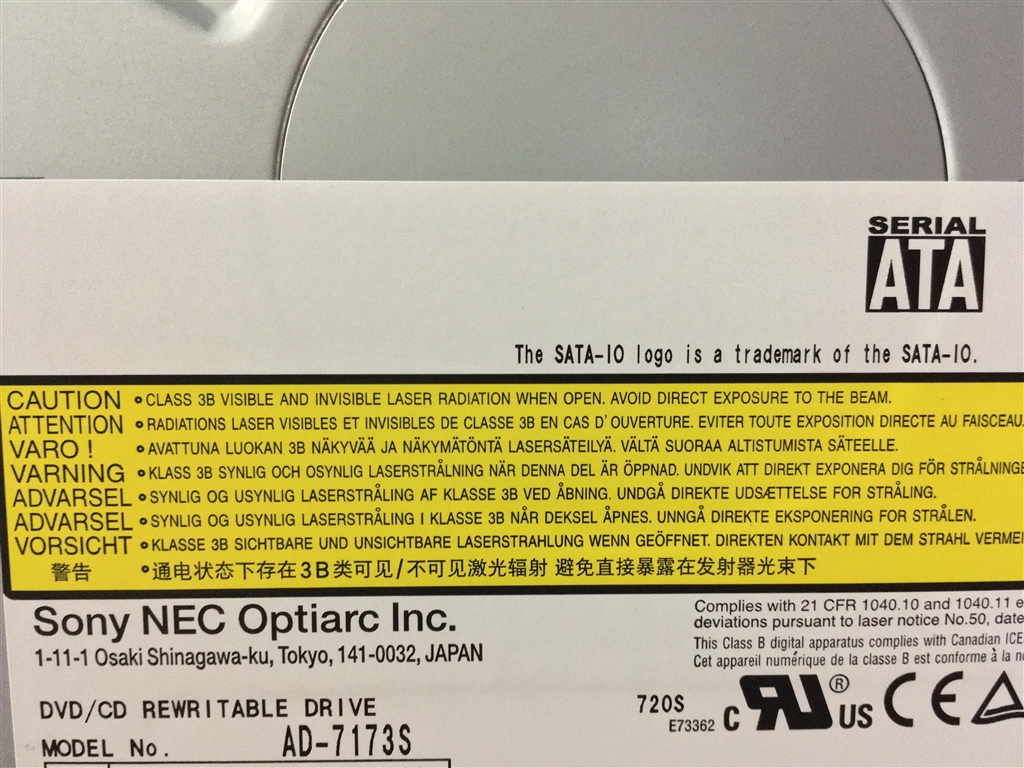 SERIAL
ATA
The SATA-IO logo is a trademark of the SATA-IO.
CAUTION • CLASS 3B VISIBLE AND INVISIBLE LASER RADIATION WHEN OPEN. AVOID DIRECT EXPOSURE TO THE BEAM.
ATTENTION • RADIATIONS LASER VISIBLES ET INVISIBLES DE CLASSE 3B EN CAS D'OUVERTURE. EVITER TOUTE EXPOSITION DIRECTE AU FAISCEAU.
VARO ! • AVATTUNA LUOKAN 3B NÄKYVÄÄ JA NÄKYMÄTÖNTÄ LASERSÄTEILYÄ. VÄLTÄ SUORAA ALTISTUMISTA SÄTEELLE.
VARNING • KLASS 3B SYNLIG OCH OSYNLIG LASERSTRÅLNING NÄR DENNA DEL ÄR ÖPPNAD. UNDVIK ATT DIREKT EXPONERA DIG FÖR STRÅLNINGE
ADVARSEL • SYNLIG OG USYNLIG LASERSTRÅLING AF KLASSE 3B VED ÅBNING. UNDGÅ DIREKTE UDSÆTTELSE FOR STRÅLING.
ADVARSEL • SYNLIG OG USYNLIG LASERSTRÅLING I KLASSE 3B NÅR DEKSEL ÅPNES. UNNGÅ DIREKTE EKSPONERING FOR STRÅLEN.
VORSICHT • KLASSE 3B SICHTBARE UND UNSICHTBARE LASERSTRAHLUNG WENN GEÖFFNET. DIREKTEN KONTAKT MIT DEM STRAHL VERMEI
警告 • 通电状态下存在3B类可见/不可见激光辐射 避免直接暴露在发射器光束下
Sony NEC Optiarc Inc.
1-11-1 Osaki Shinagawa-ku, Tokyo, 141-0032, JAPAN
Complies with 21 CFR 1040.10 and 1040.11 e
deviations pursuant to laser notice No.50, date
This Class B digital apparatus complies with Canadian ICE
Cet appareil numérique de la classe B est conforme à la no
DVD/CD REWRITABLE DRIVE
MODEL No. AD-7173S
720S
E73362 C RU® US CE